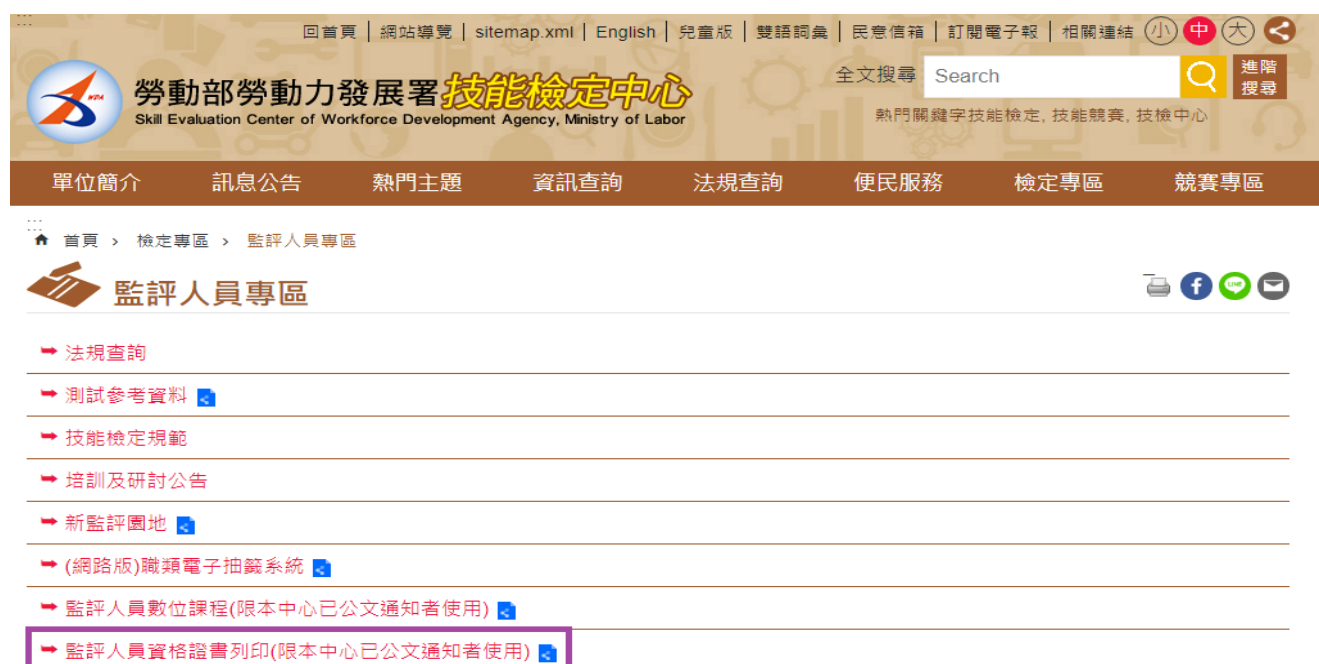 ...
回首頁 | 網站導覽 | sitemap.xml | English | 兒童版 | 雙語詞彙 | 民意信箱 | 訂閱電子報 | 相關連結 小 中 大
WDA
勞動部勞動力發展署技能檢定中心
Skill Evaluation Center of Workforce Development Agency, Ministry of Labor
全文搜尋 Search 進階搜尋
熱門關鍵字技能檢定, 技能競賽, 技檢中心
單位簡介 訊息公告 熱門主題 資訊查詢 法規查詢 便民服務 檢定專區 競賽專區
...
首頁 › 檢定專區 › 監評人員專區
監評人員專區
LINE
法規查詢
測試參考資料
技能檢定規範
培訓及研討公告
新監評園地
(網路版)職類電子抽籤系統
監評人員數位課程(限本中心已公文通知者使用)
監評人員資格證書列印(限本中心已公文通知者使用)